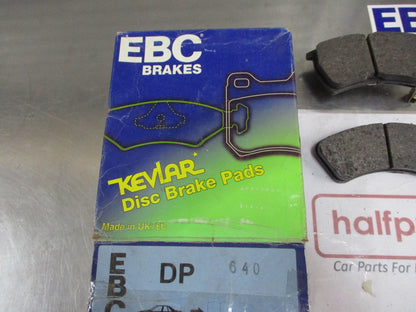 EBC
BRAKES
KEVLAR
Disc Brake Pads
Made in UK
EBC
DP 640
halfp
Car Parts For